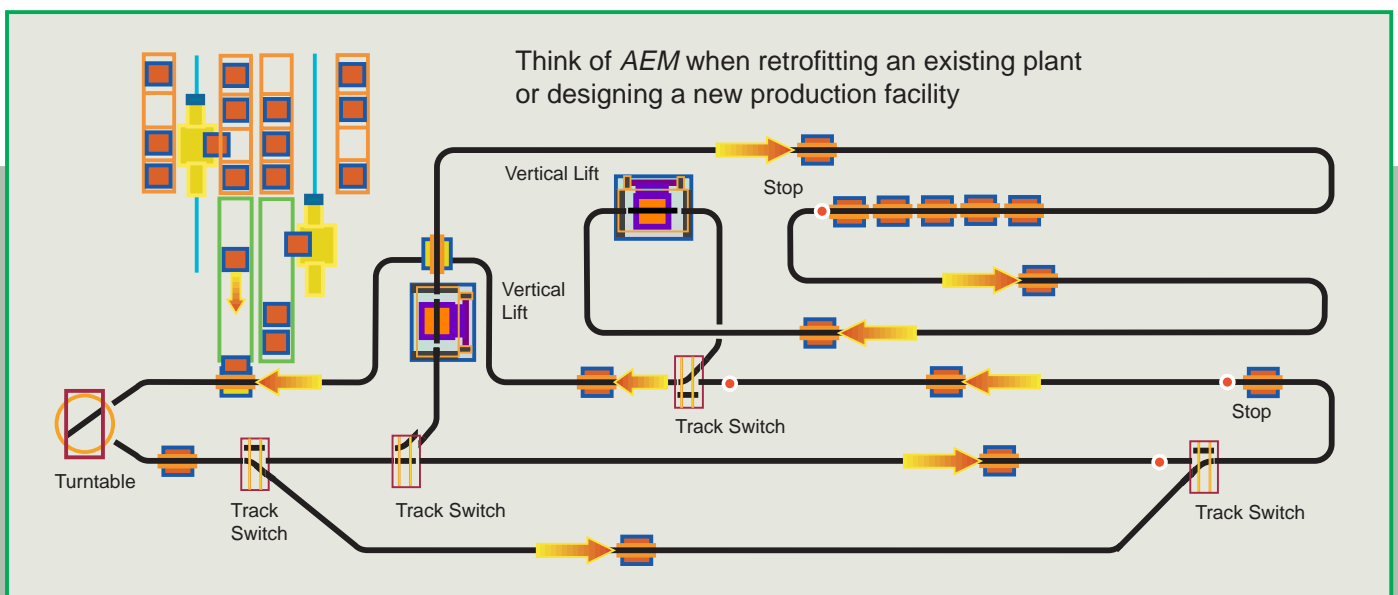 Think of AEM when retrofitting an existing plant
or designing a new production facility
Vertical Lift
Stop
Vertical
Lift
Stop
Track Switch
Turntable
Track
Switch
Track Switch
Track Switch